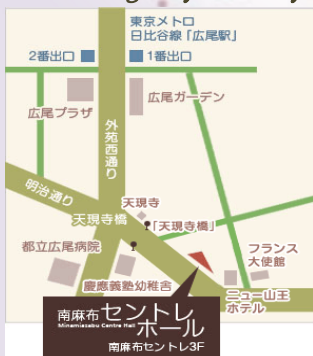 東京メトロ
日比谷線「広尾駅」
2番出口
1番出口
広尾プラザ
広尾ガーデン
外苑西通り
明治通り
天現寺
天現寺橋
「天現寺橋」
都立広尾病院
フランス
大使館
慶應義塾幼稚舎
ニュー山王
ホテル
南麻布セントレ
Minamiazabu Centre Hall
ホール
南麻布セントレ3F